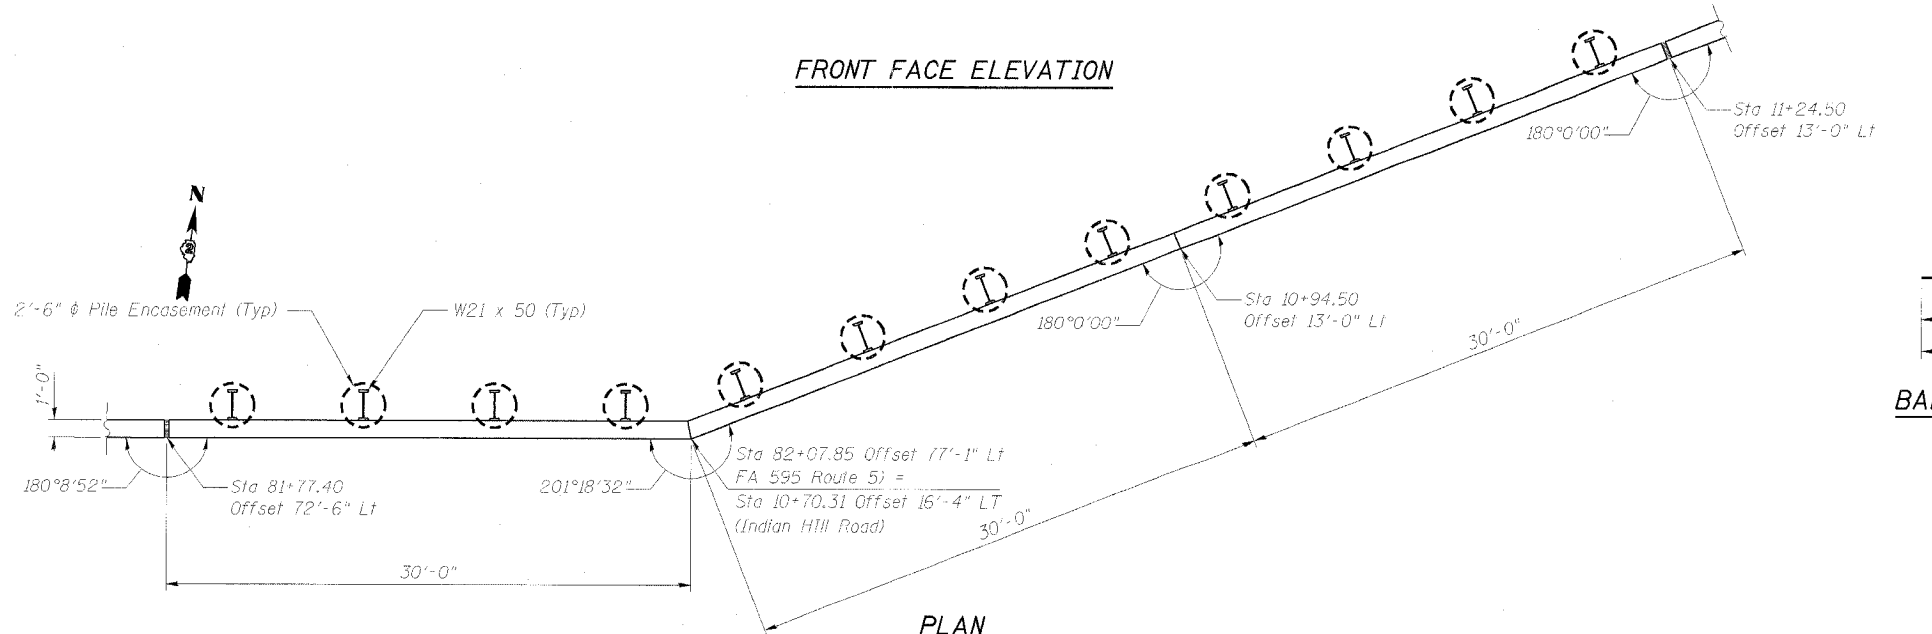 FRONT FACE ELEVATION
Sta 11+24.50
Offset 13'-0" Lt
180°0'00"
N
2
2'-6" ϕ Pile Encasement (Typ)
W21 x 50 (Typ)
Sta 10+94.50
Offset 13'-0" Lt
180°0'00"
30'-0"
1'-0"
180°8'52"
Sta 81+77.40
Offset 72'-6" Lt
201°18'32"
Sta 82+07.85 Offset 77'-1" Lt
FA 595 Route 5) =
Sta 10+70.31 Offset 16'-4" LT
(Indian Hill Road)
30'-0"
30'-0"
PLAN
BA